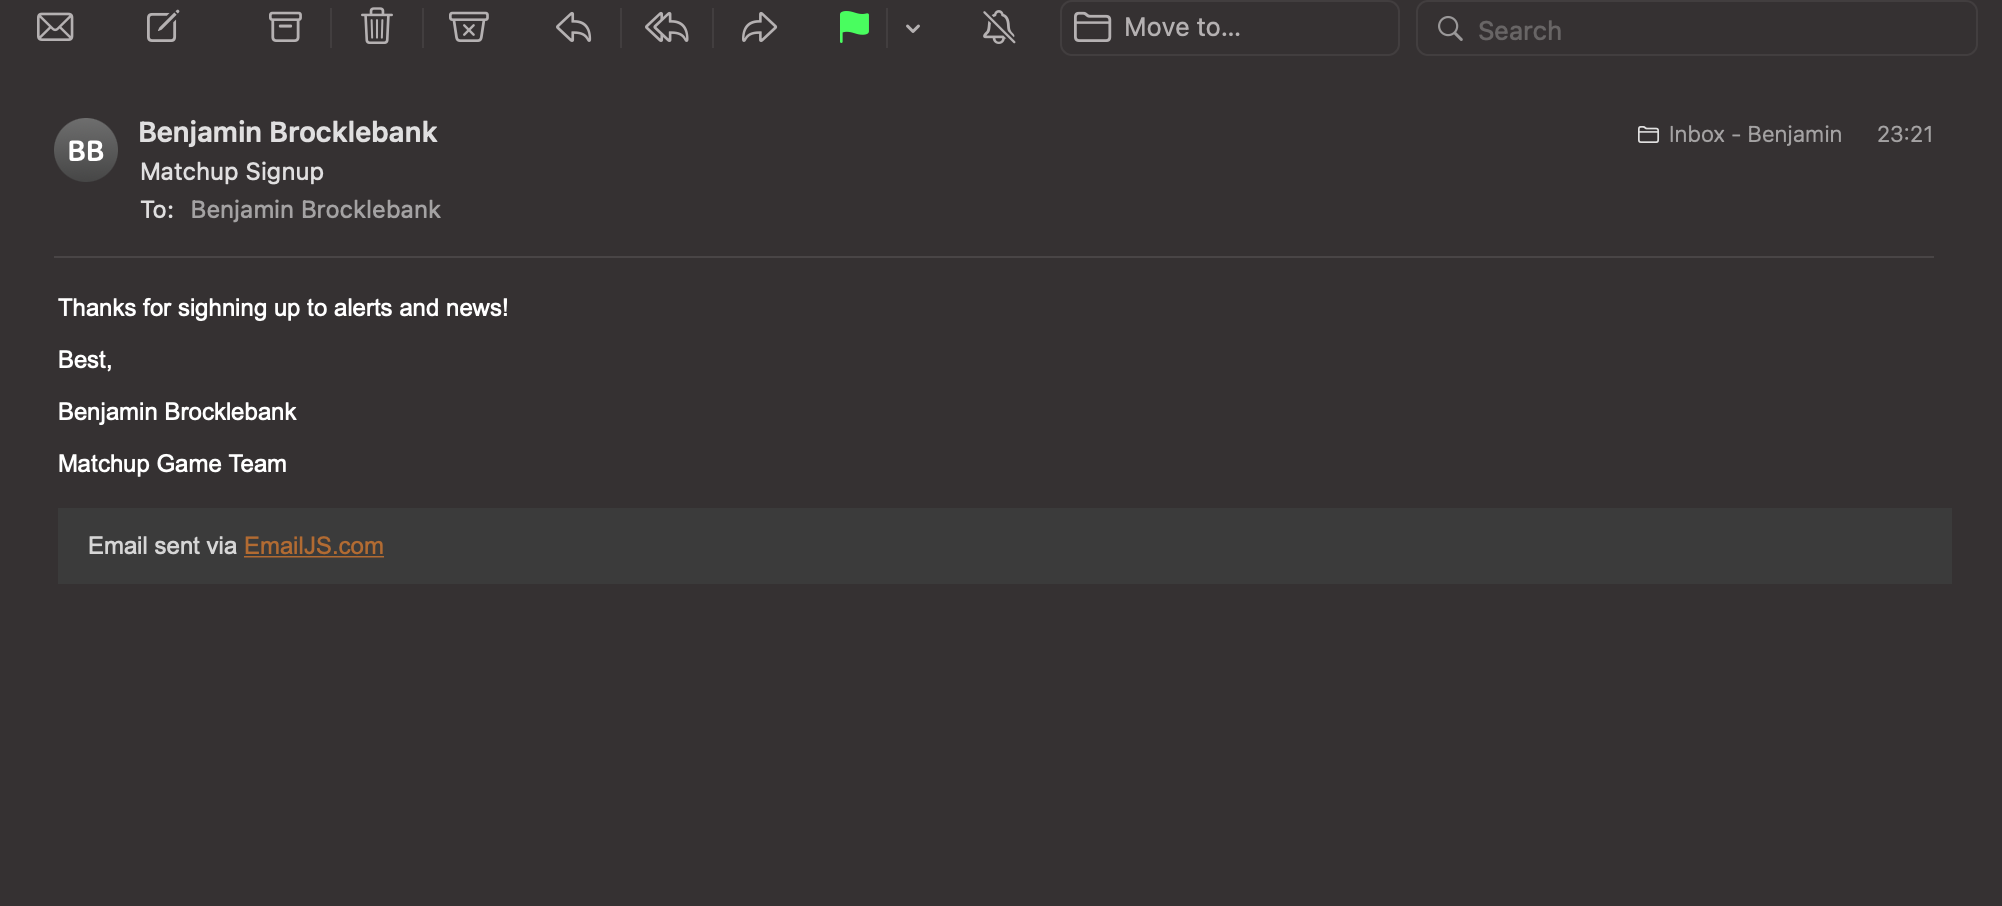 Move to...
Search
BB
Benjamin Brocklebank
Inbox - Benjamin 23:21
Matchup Signup
To: Benjamin Brocklebank
Thanks for sighning up to alerts and news!
Best,
Benjamin Brocklebank
Matchup Game Team
Email sent via EmailJS.com